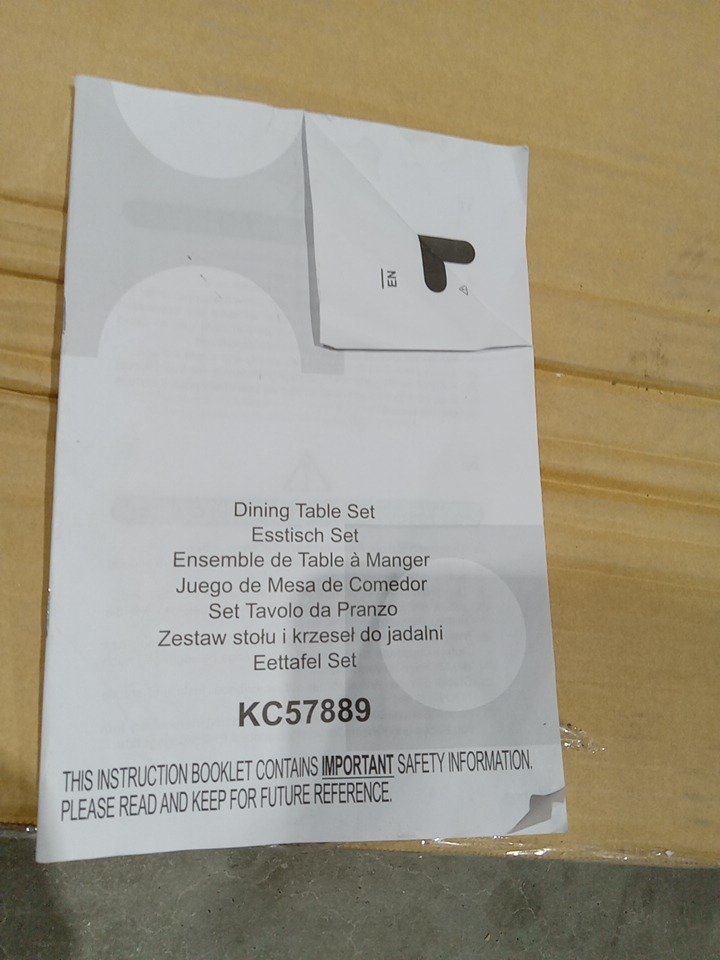 EN
Dining Table Set
Esstisch Set
Ensemble de Table à Manger
Juego de Mesa de Comedor
Set Tavolo da Pranzo
Zestaw stołu i krzeseł do jadalni
Eettafel Set
KC57889
THIS INSTRUCTION BOOKLET CONTAINS IMPORTANT SAFETY INFORMATION.
PLEASE READ AND KEEP FOR FUTURE REFERENCE.